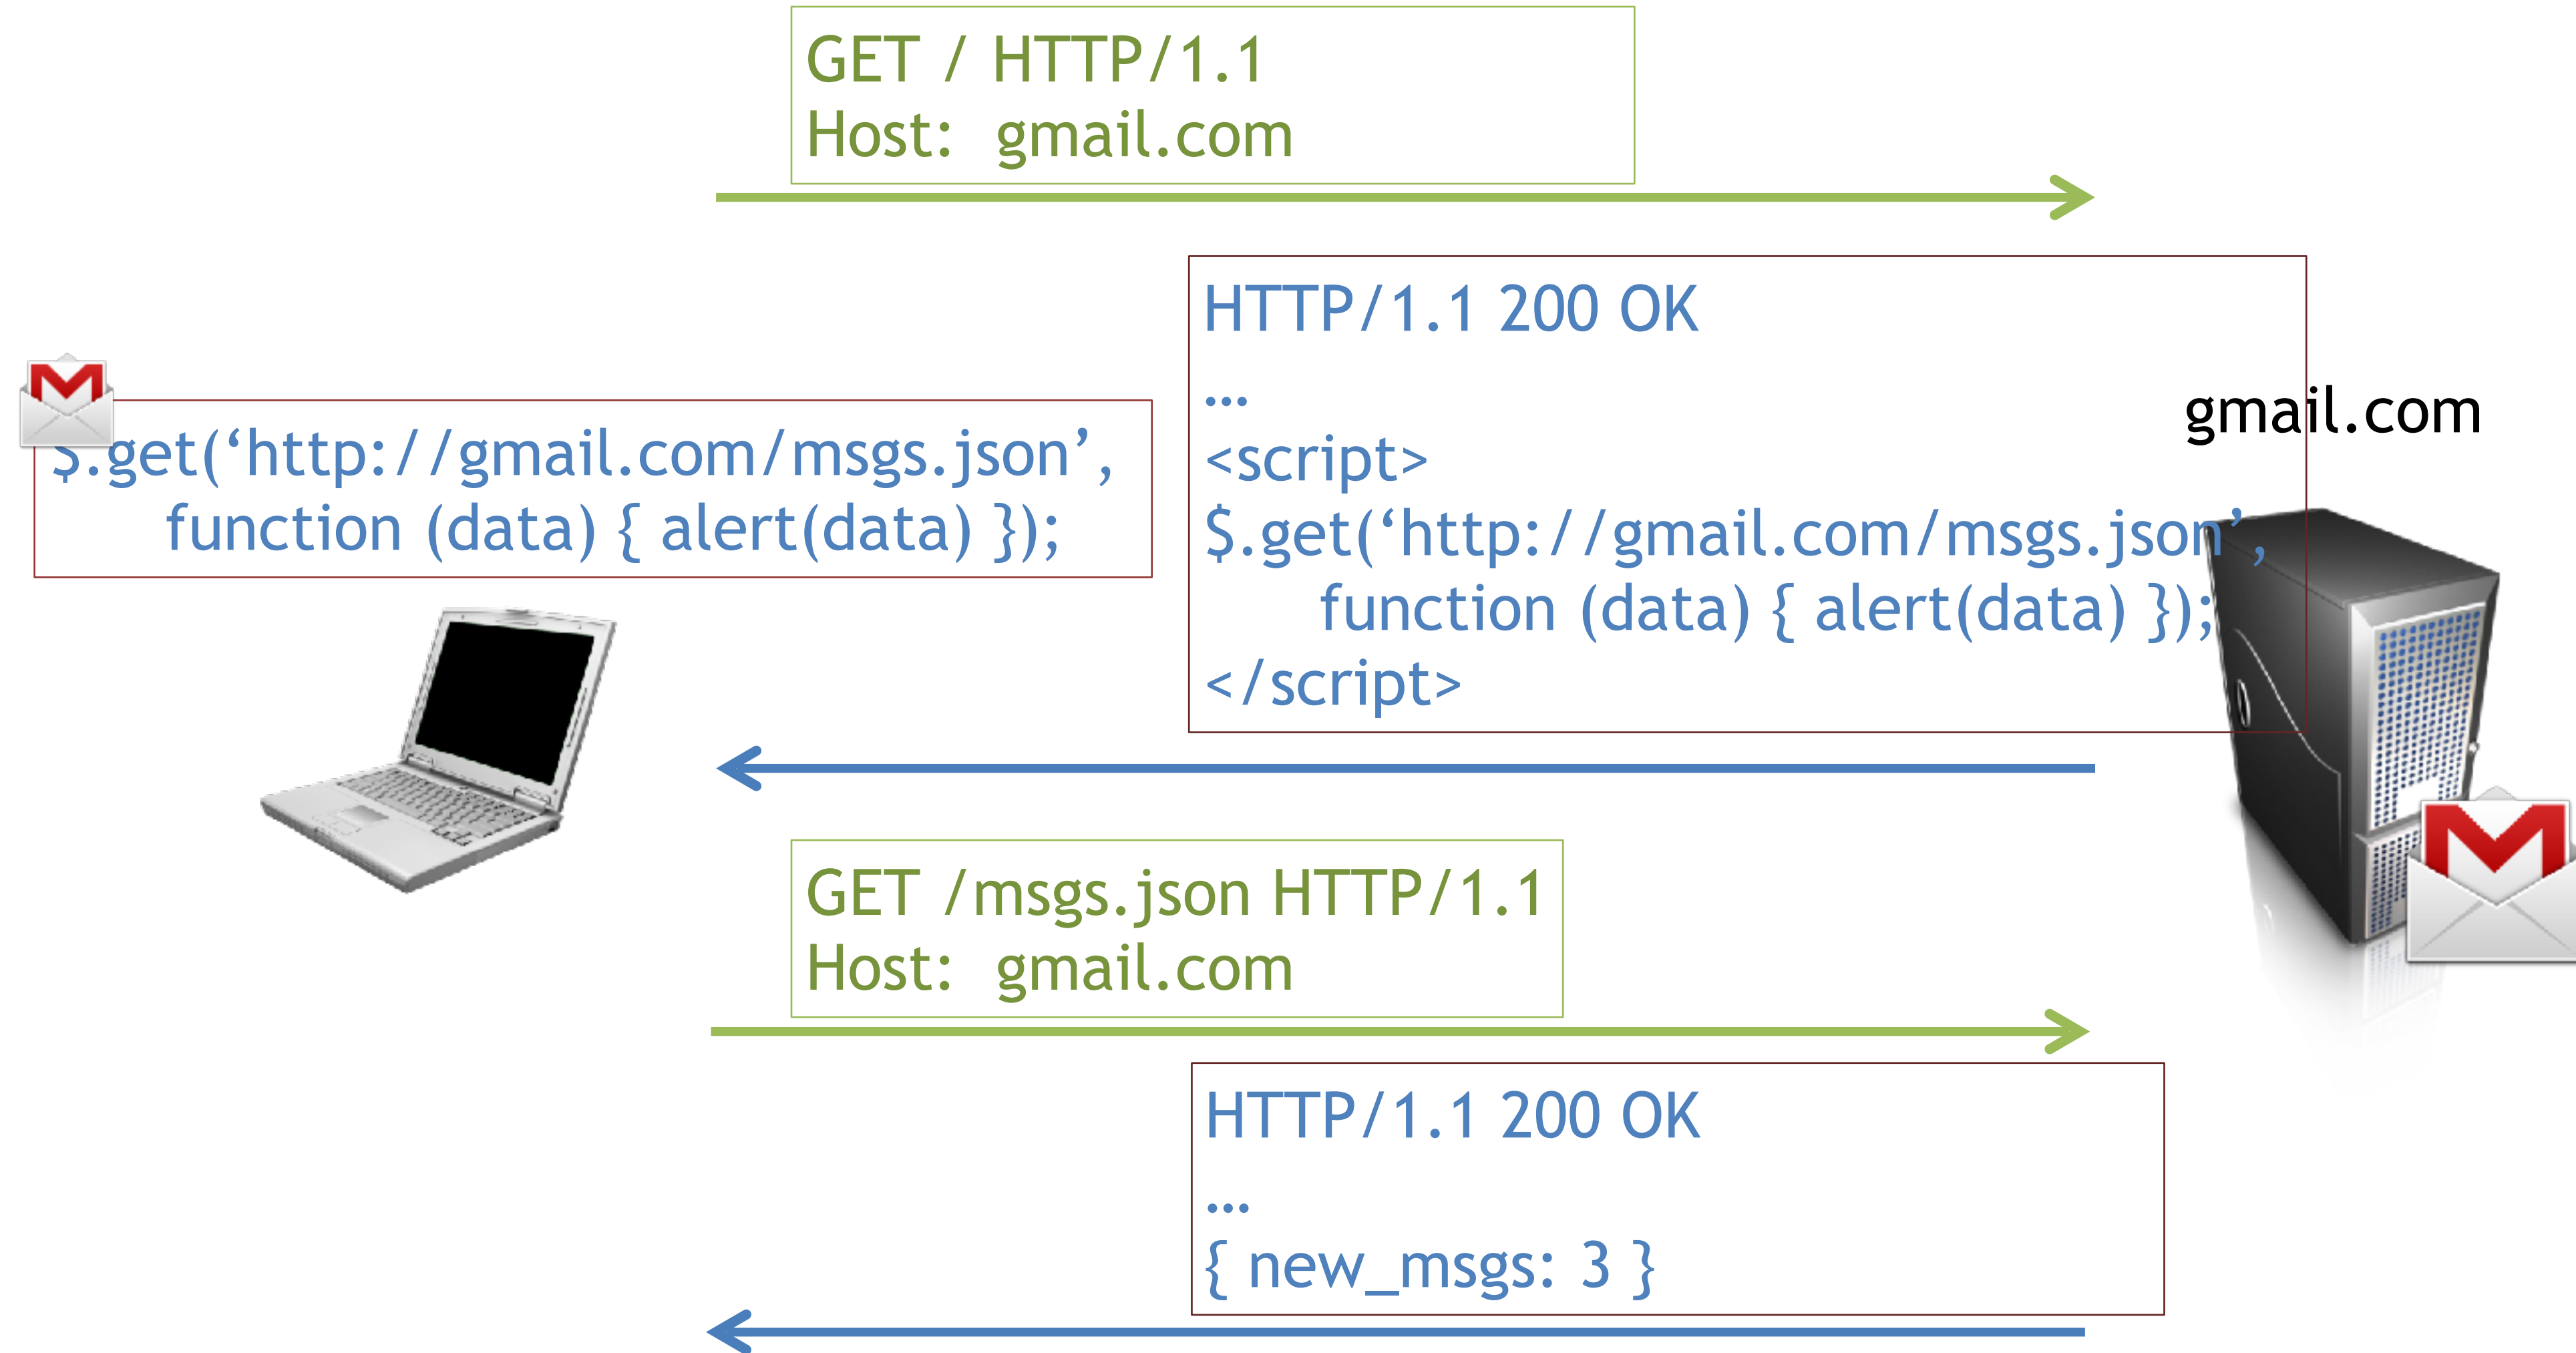 GET / HTTP/1.1
Host: gmail.com
HTTP/1.1 200 OK
…
<script>
$.get(‘http://gmail.com/msgs.json’,
function (data) { alert(data) });
</script>
gmail.com
$.get(‘http://gmail.com/msgs.json’,
function (data) { alert(data) });
GET /msgs.json HTTP/1.1
Host: gmail.com
HTTP/1.1 200 OK
…
{ new_msgs: 3 }